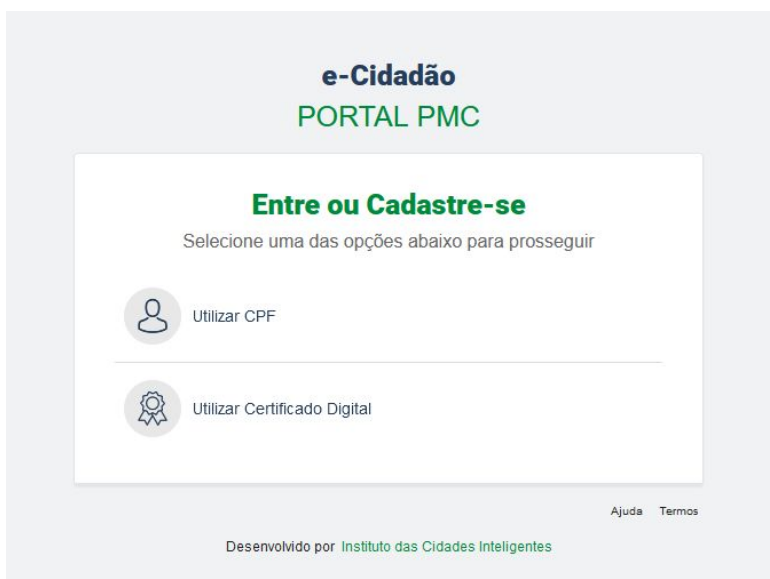 e-Cidadão
PORTAL PMC
Entre ou Cadastre-se
Selecione uma das opções abaixo para prosseguir
Utilizar CPF
Utilizar Certificado Digital
Ajuda Termos
Desenvolvido por Instituto das Cidades Inteligentes